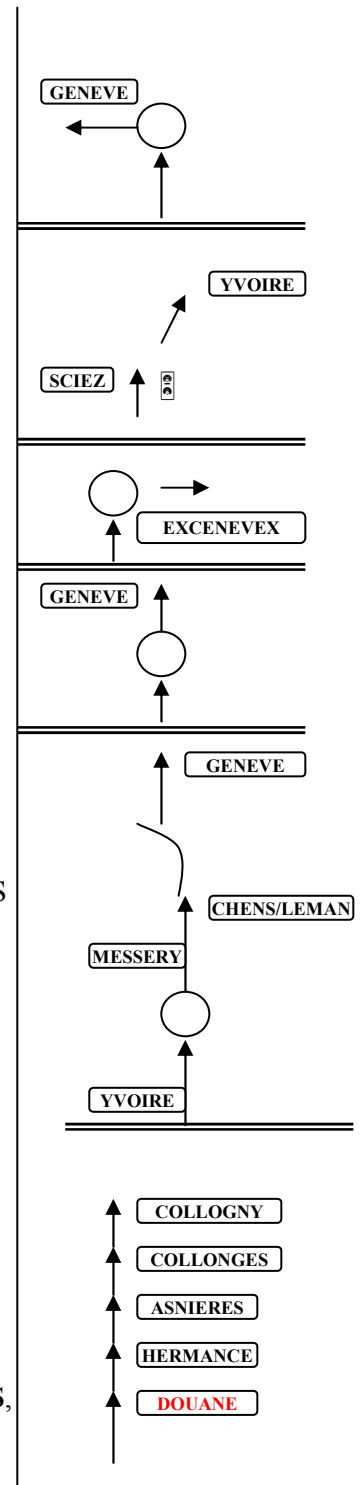 GENEVE
YVOIRE
SCIEZ
EXCENEVEX
GENEVE
GENEVE
S
CHENS/LEMAN
MESSERY
YVOIRE
COLLOGNY
COLLONGES
ASNIERES
HERMANCE
DOUANE
S,